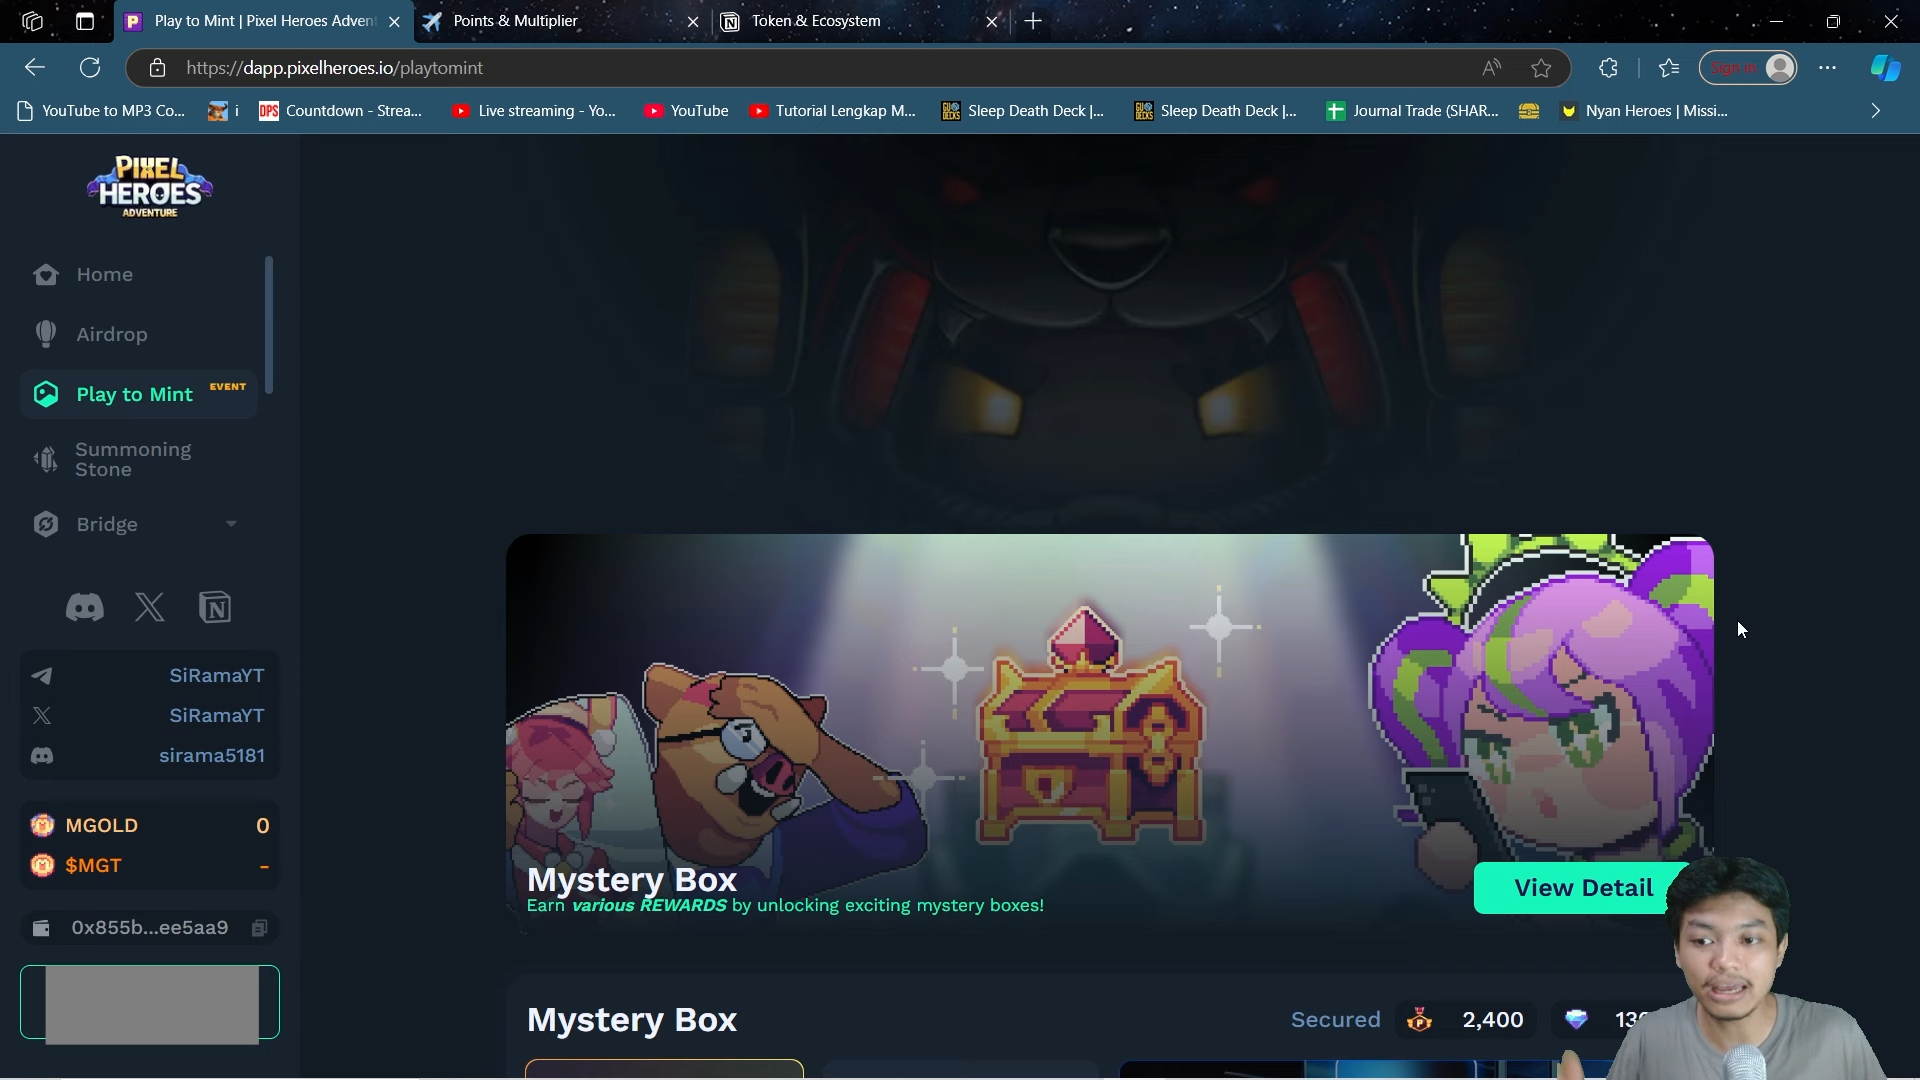 Play to Mint | Pixel Heroes Advent
Points & Multiplier
Token & Ecosystem
https://dapp.pixelheroes.io/playtomint
Sign in
YouTube to MP3 Co...
i
DPS
Countdown - Strea...
Live streaming - Yo...
YouTube
Tutorial Lengkap M...
Sleep Death Deck |...
Sleep Death Deck |...
Journal Trade (SHAR...
Nyan Heroes | Missi...
PIXEL
HEROES
ADVENTURE
Home
Airdrop
Play to Mint EVENT
Summoning
Stone
Bridge
SiRamaYT
SiRamaYT
sirama5181
MGOLD 0
$MGT -
0x855b...ee5aa9
Mystery Box
Earn various REWARDS by unlocking exciting mystery boxes!
View Detail
Mystery Box
Secured 2,400